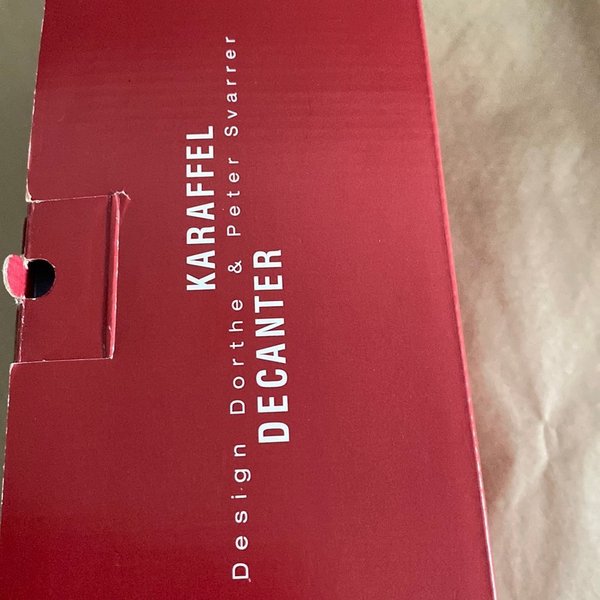 KARAFFEL
Design Dorthe & Peter Svarrer
DECANTER